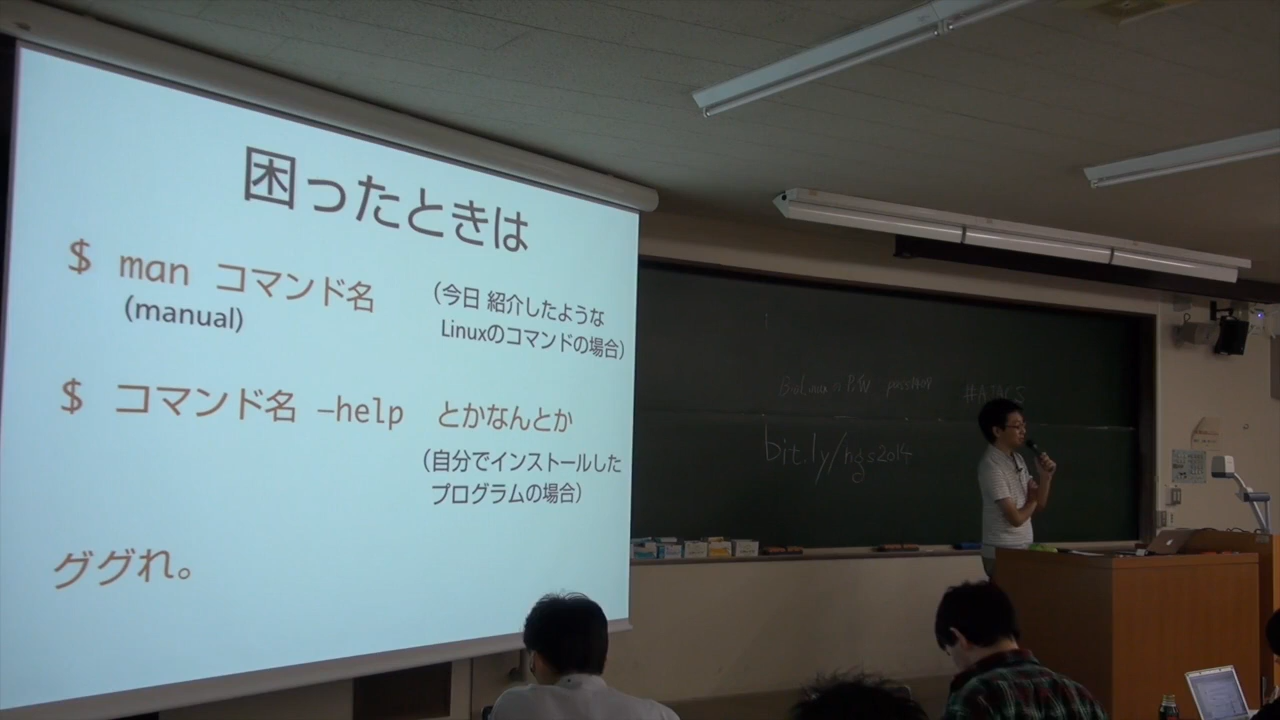 困ったときは
$ man コマンド名
(manual)
（今日 紹介したような
Linuxのコマンドの場合）
$ コマンド名 –help とかなんとか
（自分でインストールした
プログラムの場合）
ググれ。
bit.ly/ngs2014